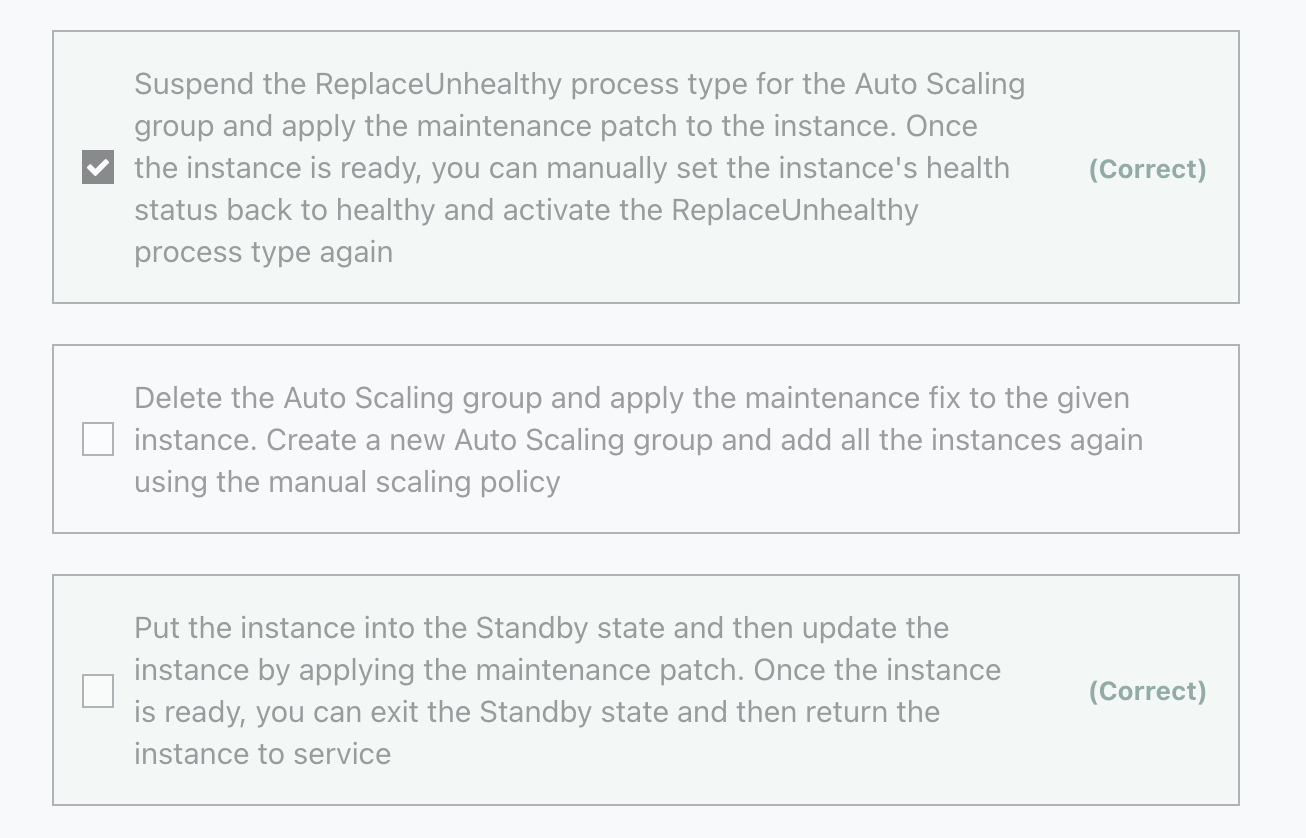 Suspend the ReplaceUnhealthy process type for the Auto Scaling
group and apply the maintenance patch to the instance. Once
the instance is ready, you can manually set the instance's health
(Correct)
status back to healthy and activate the ReplaceUnhealthy
process type again
Delete the Auto Scaling group and apply the maintenance fix to the given
instance. Create a new Auto Scaling group and add all the instances again
using the manual scaling policy
Put the instance into the Standby state and then update the
instance by applying the maintenance patch. Once the instance
is ready, you can exit the Standby state and then return the
instance to service
(Correct)